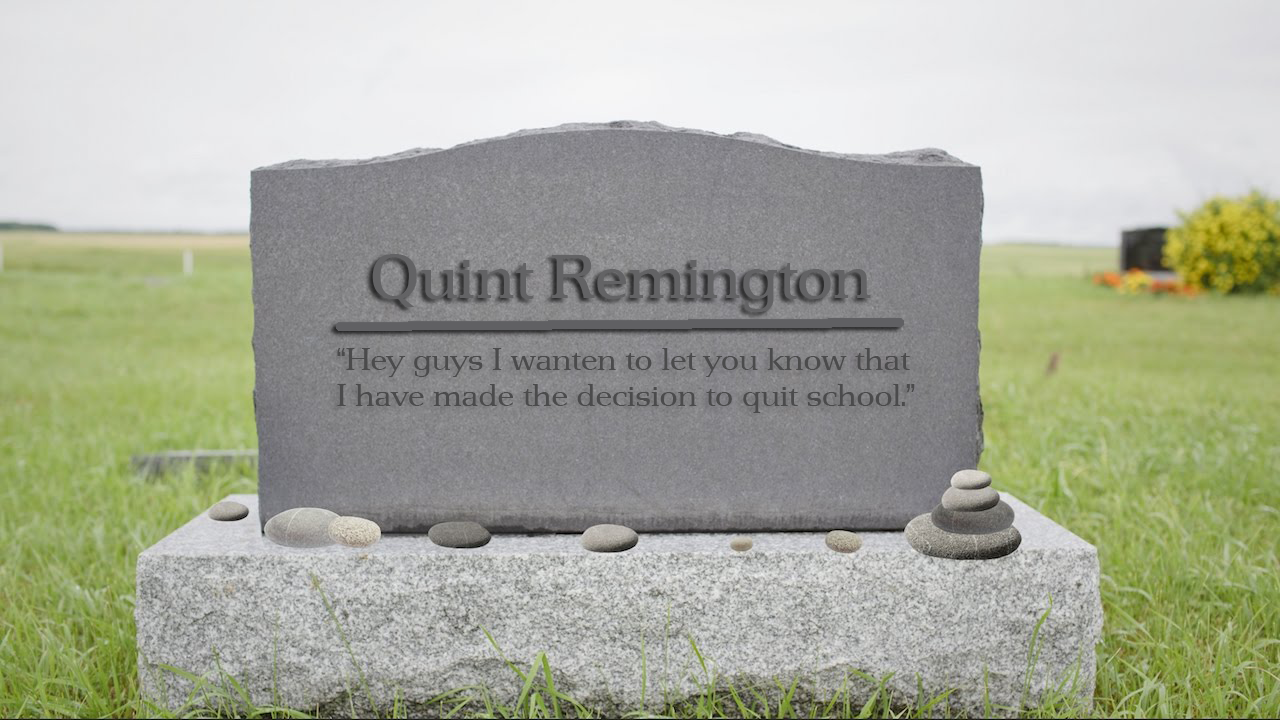 Quint Remington
“Hey guys I wanten to let you know that
I have made the decision to quit school.”